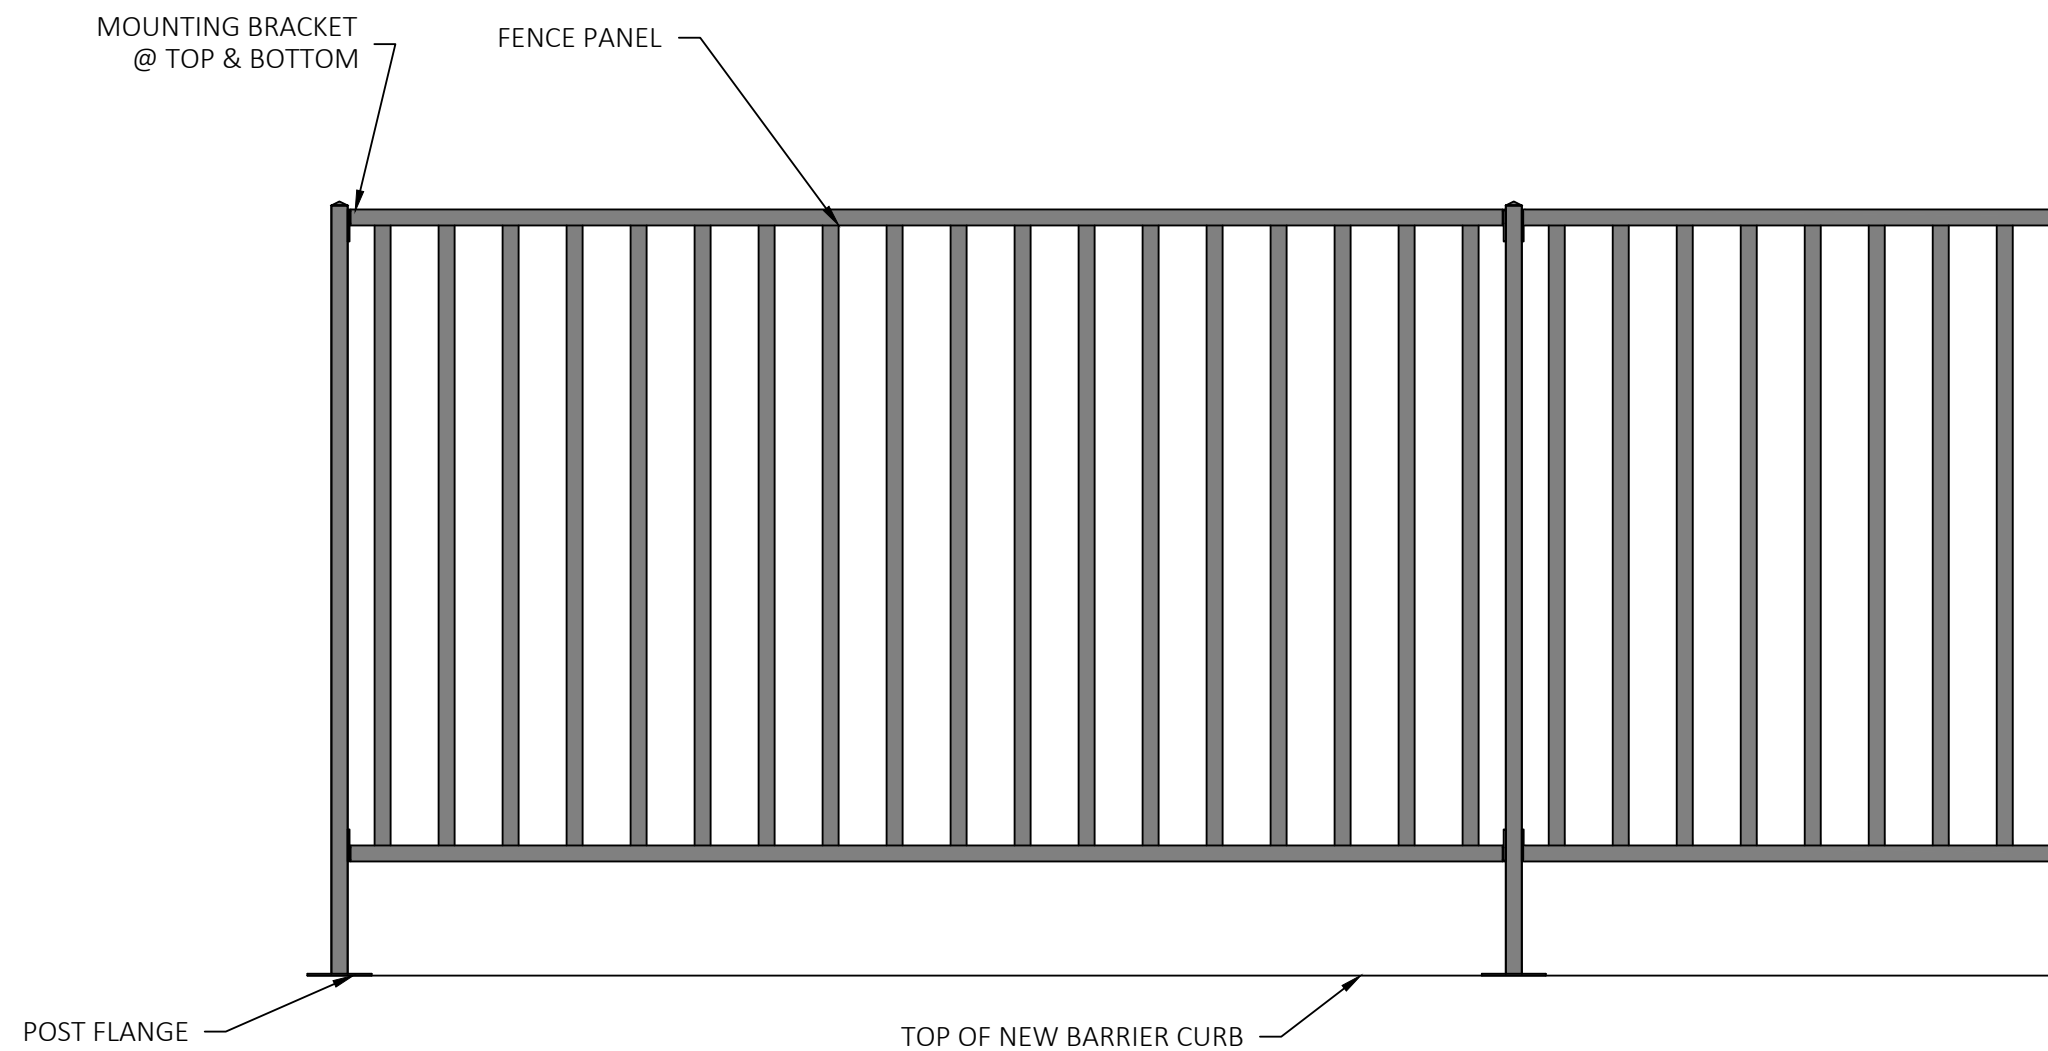 MOUNTING BRACKET
@ TOP & BOTTOM
FENCE PANEL
POST FLANGE
TOP OF NEW BARRIER CURB